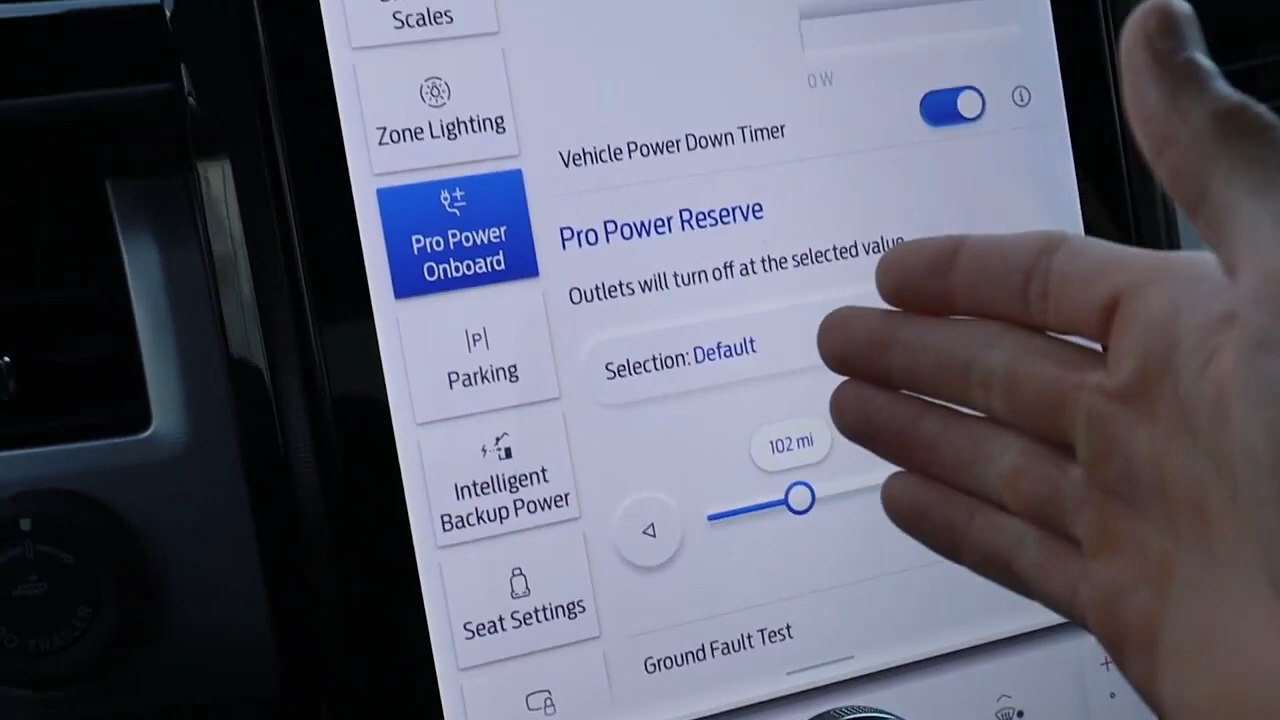 Scales
Zone Lighting
Pro Power
Onboard
|P|
Parking
Intelligent
Backup Power
Seat Settings
0 W
Vehicle Power Down Timer
Pro Power Reserve
Outlets will turn off at the selected value
Selection: Default
102 mi
Ground Fault Test
TRAILER